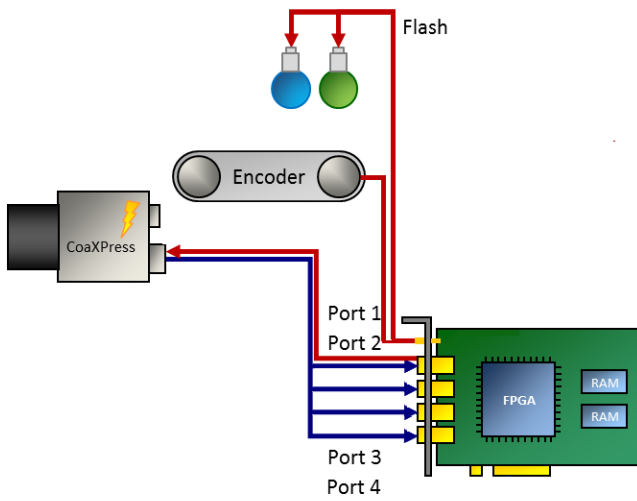 Flash
Encoder
CoaXPress
Port 1
Port 2
FPGA
RAM
RAM
Port 3
Port 4